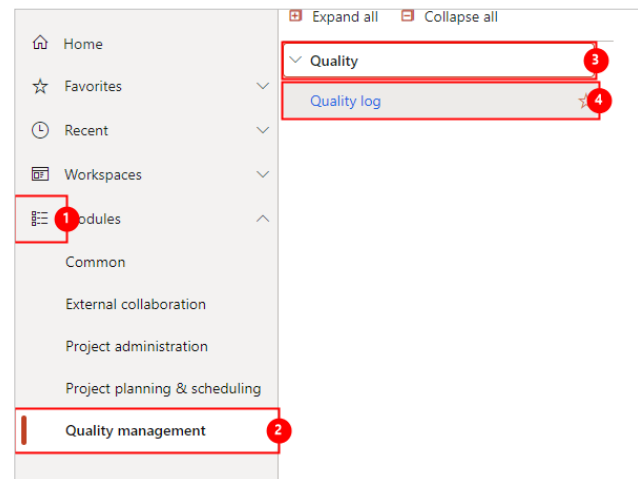 Home
Favorites
Recent
Workspaces
1 odules
Common
External collaboration
Project administration
Project planning & scheduling
Quality management 2
Expand all Collapse all
Quality 3
Quality log 4